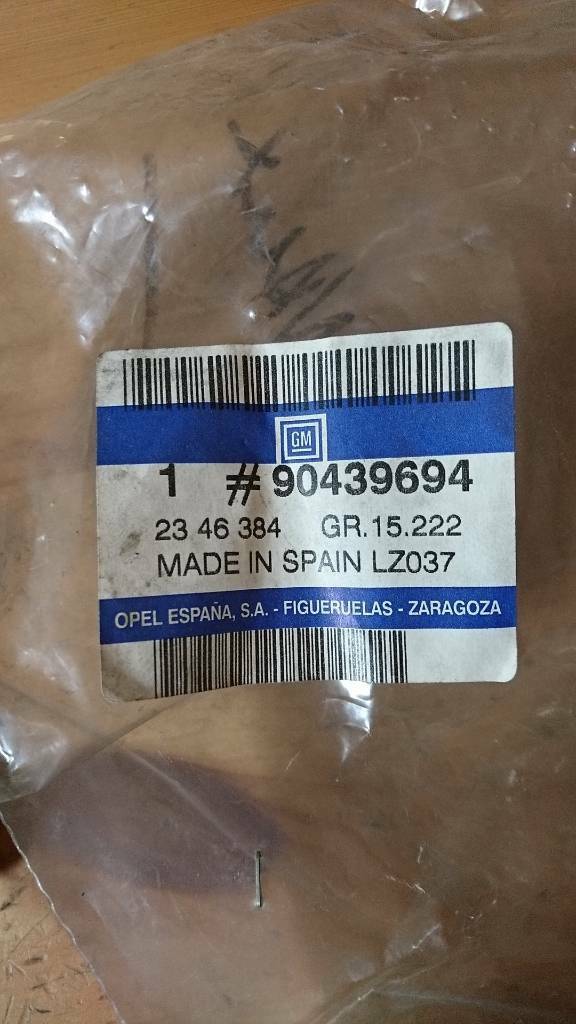 GM
1 # 90439694
23 46 384 GR.15.222
MADE IN SPAIN LZ037
OPEL ESPAÑA, S.A. - FIGUERUELAS - ZARAGOZA